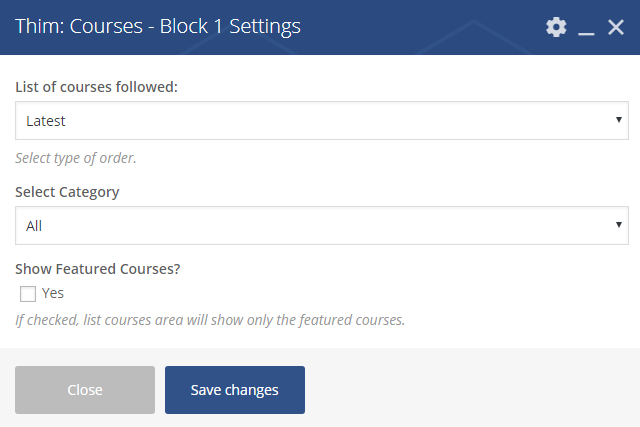 Thim: Courses - Block 1 Settings
List of courses followed:
Latest
Select type of order.
Select Category
All
Show Featured Courses?
Yes
If checked, list courses area will show only the featured courses.
Close
Save changes